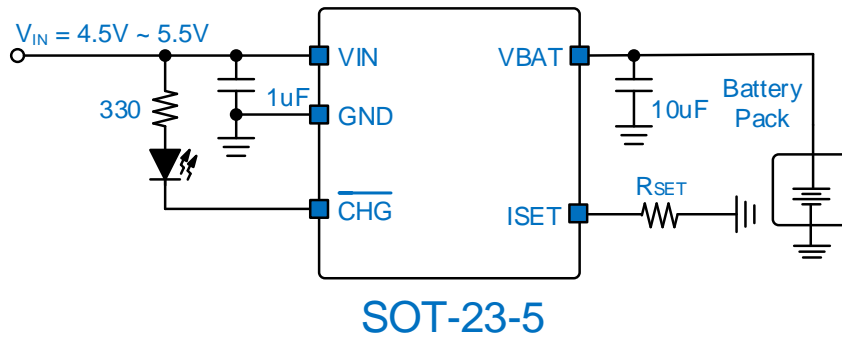 VIN = 4.5V ~ 5.5V
VIN
VBAT
330
1uF
GND
10uF
Battery
Pack
CHG
ISET
RSET
SOT-23-5